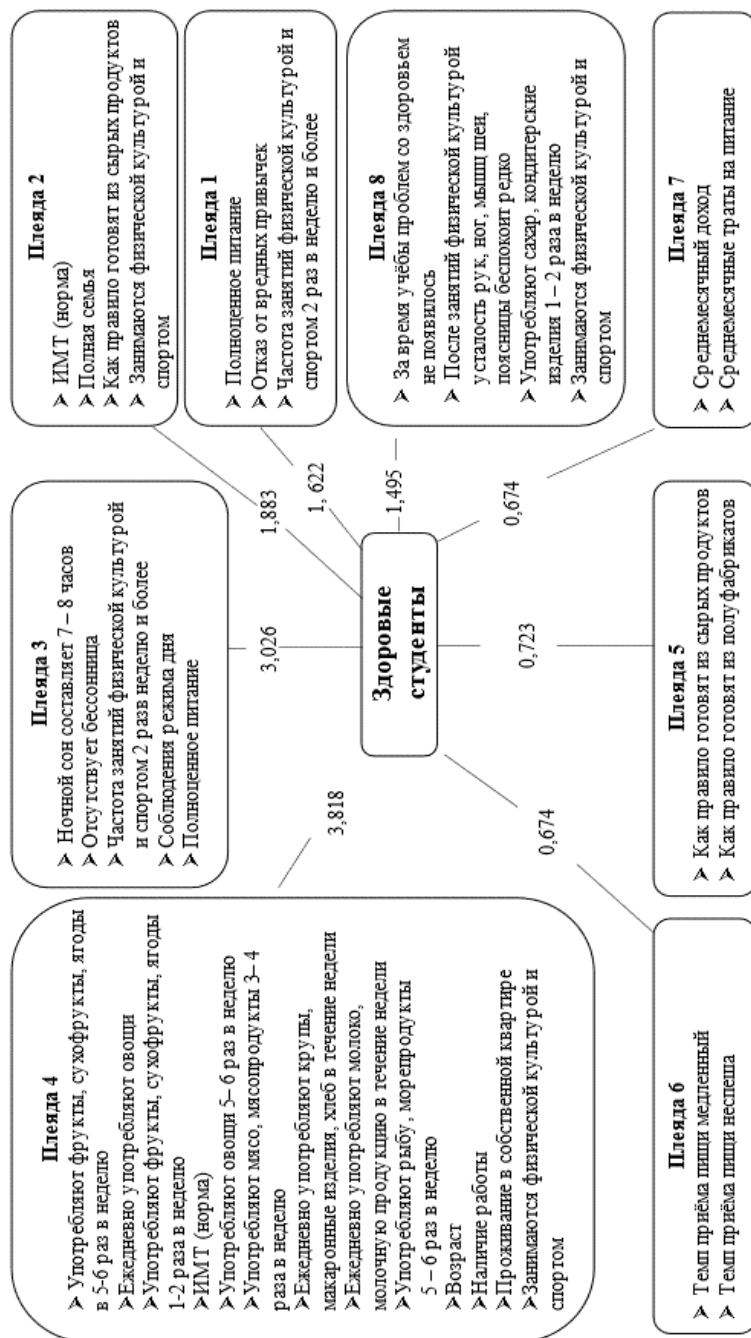 Плеяда 4
➢ Употребляют фрукты, сухофрукты, ягоды
в 5-6 раз в неделю
➢Ежедневно употребляют овощи
➢Употребляют фрукты, сухофрукты, ягоды
1-2 раза в неделю
➢ИМТ (норма)
➢Употребляют овощи 5– 6 раз в неделю
➢Употребляют мясо, мясопродукты 3– 4
раза в неделю
➢Ежедневно употребляют крупы,
макаронные изделия, хлеб в течение недели
➢Ежедневно употребляют молоко,
молочную продукцию в течение недели
➢Употребляют рыбу, морепродукты
5 – 6 раз в неделю
➢Возраст
➢Наличие работы
➢Проживание в собственной квартире
➢Занимаются физической культурой и
спортом
3,818
Плеяда 3
➢ Ночной сон составляет 7 – 8 часов
➢Отсутствует бессонница
➢Частота занятий физической культурой
и спортом 2 разв неделю и более
➢Соблюдения режима дня
➢Полноценное питание
3,026
Плеяда 2
➢ ИМТ (норма)
➢Полная семья
➢Как правило готовят из сырых продуктов
➢Занимаются физической культурой и
спортом
1,883
Плеяда 1
➢ Полноценное питание
➢Отказ от вредных привычек
➢Частота занятий физической культурой и
спортом 2 раз в неделю и более
1, 622
Здоровые
студенты
1,495
Плеяда 8
➢ За время учёбы проблем со здоровьем
не появилось
➢ После занятий физической культурой
усталость рук, ног, мышц шеи,
поясницы беспокоит редко
➢ Употребляют сахар, кондитерские
изделия 1 – 2 раза в неделю
➢ Занимаются физической культурой и
спортом
0,674
0,723
0,674
Плеяда 6
➢ Темп приёма пищи медленный
➢ Темп приёма пищи неспеша
Плеяда 5
➢ Как правило готовят из сырых продуктов
➢ Как правило готовят из полуфабрикатов
Плеяда 7
➢ Среднемесячный доход
➢ Среднемесячные траты на питание